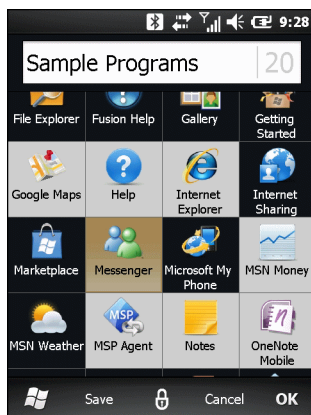 9:28
Sample Programs 20
File Explorer Fusion Help Gallery Getting
Started
Google Maps Help Internet
Explorer Internet
Sharing
Marketplace Messenger Microsoft My
Phone MSN Money
MSP
MSN Weather MSP Agent Notes OneNote
Mobile
Save Cancel OK